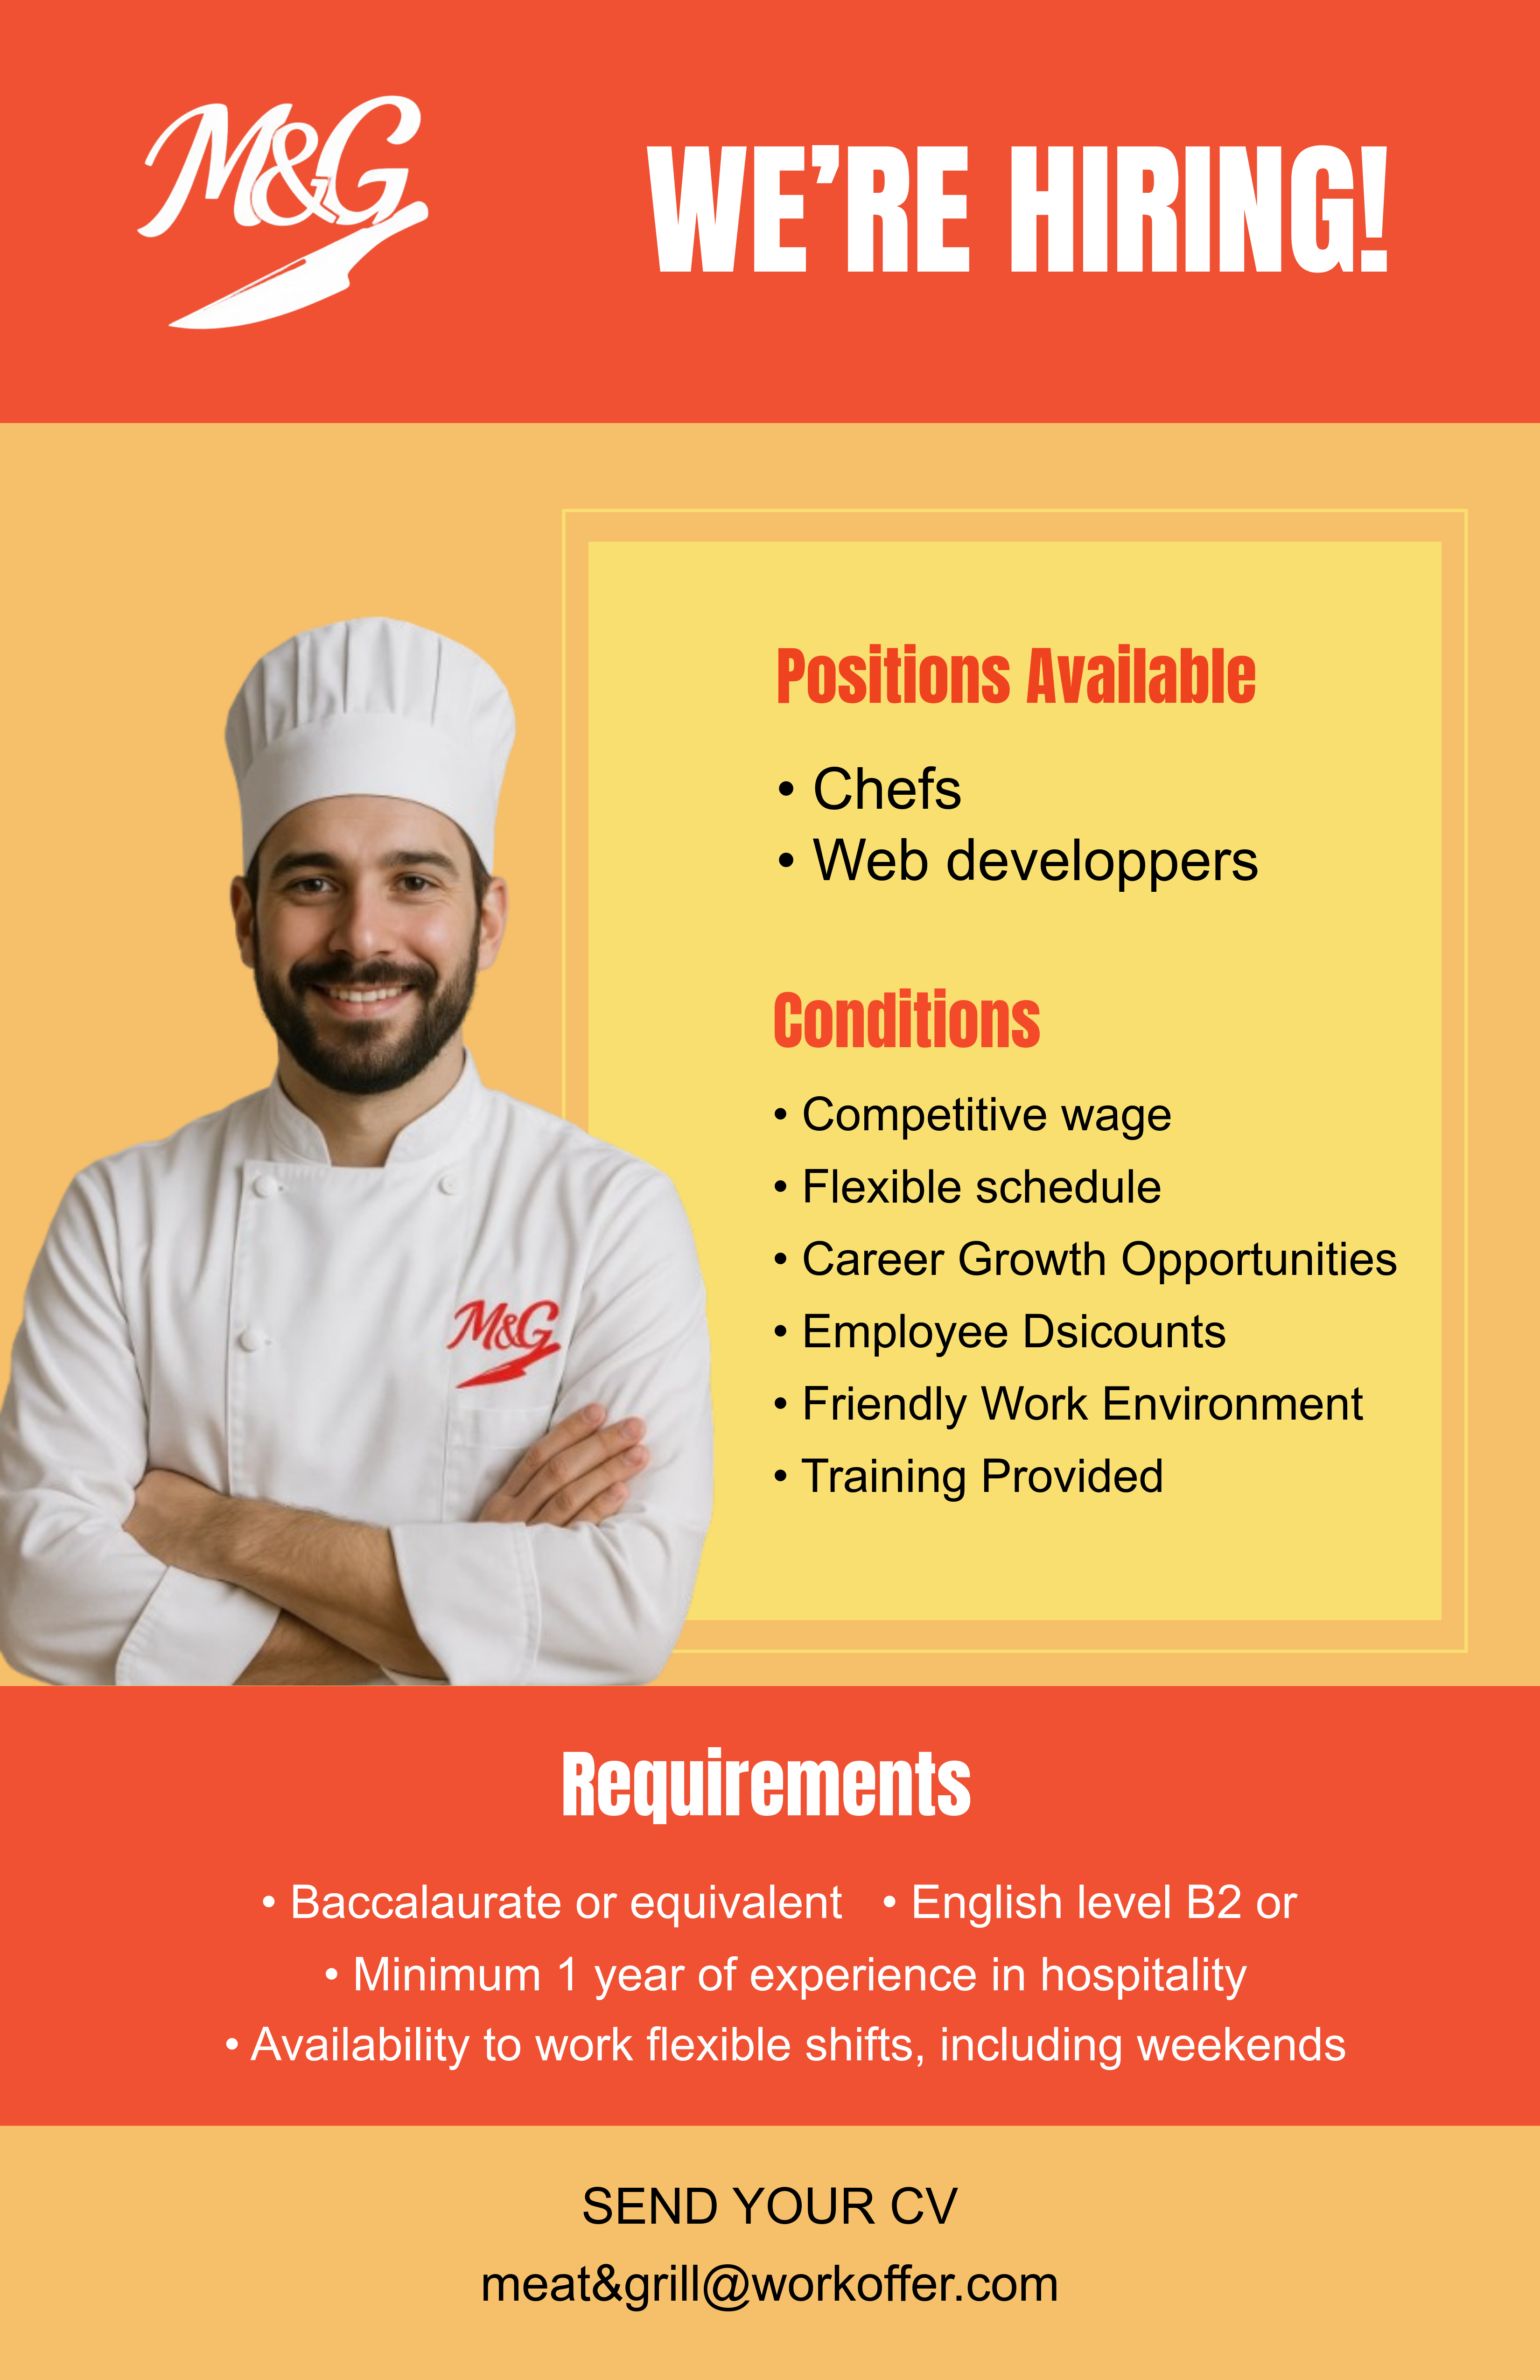 M&G
WE’RE HIRING!
Positions Available
• Chefs
• Web developpers
Conditions
• Competitive wage
• Flexible schedule
• Career Growth Opportunities
• Employee Dsicounts
• Friendly Work Environment
• Training Provided
M&G
Requirements
• Baccalaurate or equivalent • English level B2 or
• Minimum 1 year of experience in hospitality
• Availability to work flexible shifts, including weekends
SEND YOUR CV
meat&grill@workoffer.com